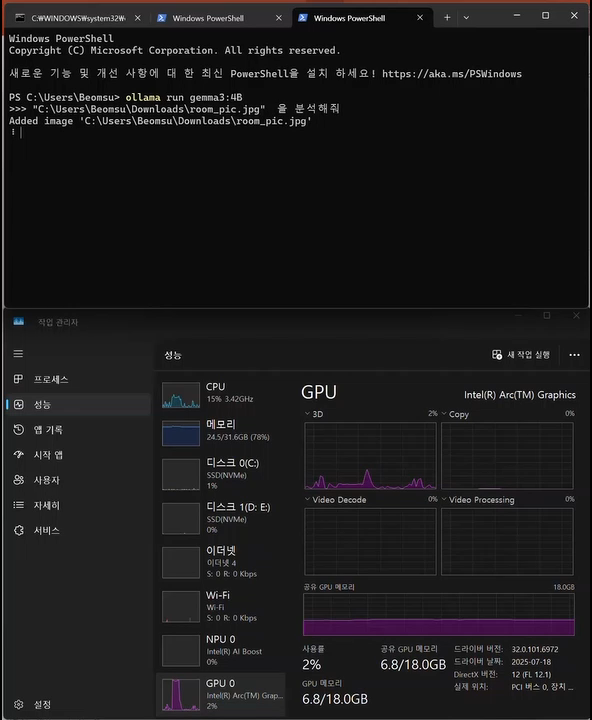 C:₩WINDOWS₩system32₩
Windows PowerShell
Windows PowerShell
Windows PowerShell
Copyright (C) Microsoft Corporation. All rights reserved.
새로운 기능 및 개선 사항에 대 한 최신 PowerShell을 설치 하세요! https://aka.ms/PSWindows
PS C:\Users\Beomsu> ollama run gemma3:4B
>>> "C:\Users\Beomsu\Downloads\room_pic.jpg" 을 분석해줘
Added image 'C:\Users\Beomsu\Downloads\room_pic.jpg'
작업 관리자
성능
새 작업 실행
프로세스
성능
앱 기록
시작 앱
사용자
자세히
서비스
설정
CPU
15% 3.42GHz
메모리
24.5/31.6GB (78%)
디스크 0(C:)
SSD(NVMe)
1%
디스크 1(D: E:)
SSD(NVMe)
0%
이더넷
이더넷 4
S: 0 R: 0 Kbps
Wi-Fi
Wi-Fi
S: 0 R: 0 Kbps
NPU 0
Intel(R) AI Boost
0%
GPU 0
Intel(R) Arc(TM) Grap...
2%
GPU
Intel(R) Arc(TM) Graphics
3D 2%
Copy 0%
Video Decode 0%
Video Processing 0%
공유 GPU 메모리 18.0GB
사용률
2%
공유 GPU 메모리
6.8/18.0GB
GPU 메모리
6.8/18.0GB
드라이버 버전: 32.0.101.6972
드라이버 날짜: 2025-07-18
DirectX 버전: 12 (FL 12.1)
실제 위치: PCI 버스 0, 장치 ...